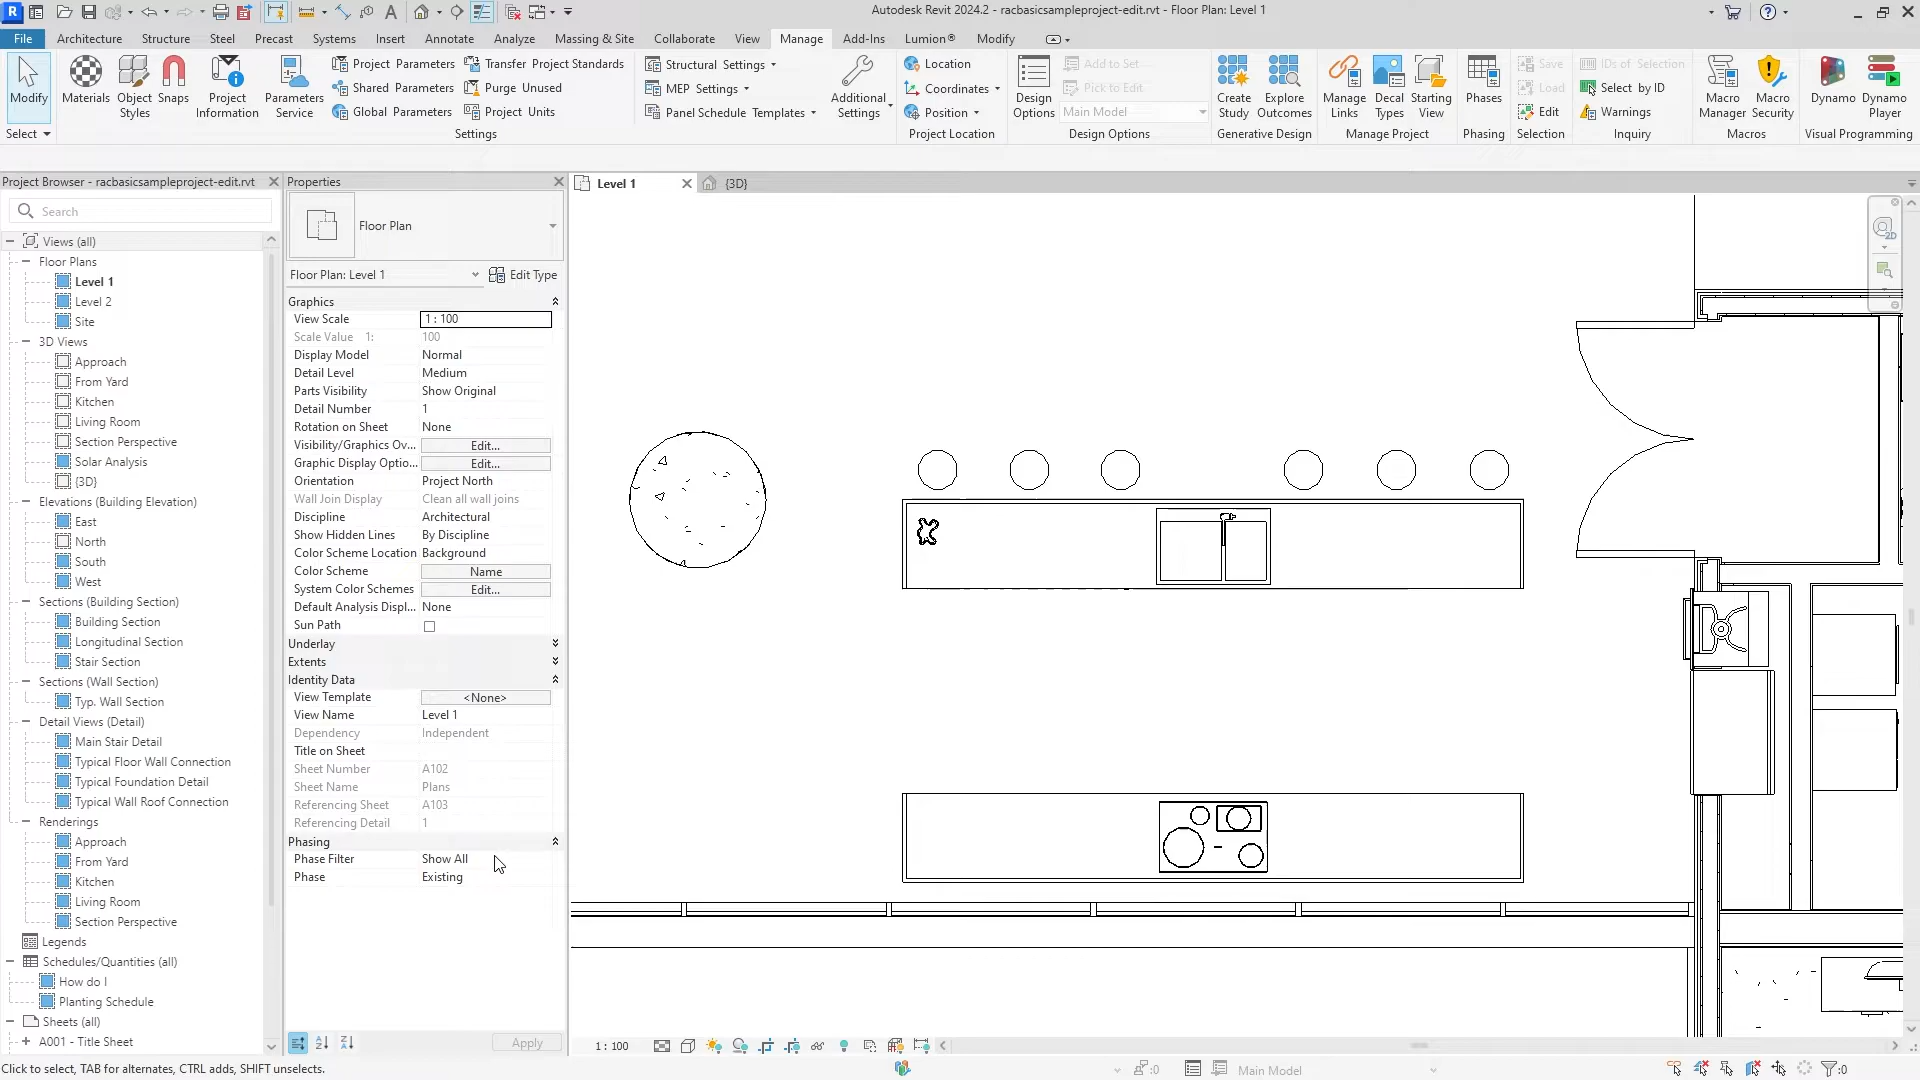 Autodesk Revit 2024.2 - racbasicsampleproject-edit.rvt - Floor Plan: Level 1
File Architecture Structure Steel Precast Systems Insert Annotate Analyze Massing & Site Collaborate View Manage Add-Ins Lumion® Modify
Modify
Select
Materials
Object Styles
Snaps
Project Information
Parameters Service
Project Parameters
Shared Parameters
Global Parameters
Transfer Project Standards
Purge Unused
Project Units
Settings
Structural Settings
MEP Settings
Panel Schedule Templates
Additional Settings
Location
Coordinates
Position
Project Location
Design Options
Add to Set
Pick to Edit
Main Model
Design Options
Create Study
Explore Outcomes
Generative Design
Manage Links
Decal Types
Starting View
Manage Project
Phases
Phasing
Save
Load
Edit
Selection
IDs of Selection
Select by ID
Warnings
Inquiry
Macro Manager
Macro Security
Macros
Dynamo
Dynamo Player
Visual Programming
Project Browser - racbasicsampleproject-edit.rvt
Search
Views (all)
Floor Plans
Level 1
Level 2
Site
3D Views
Approach
From Yard
Kitchen
Living Room
Section Perspective
Solar Analysis
{3D}
Elevations (Building Elevation)
East
North
South
West
Sections (Building Section)
Building Section
Longitudinal Section
Stair Section
Sections (Wall Section)
Typ. Wall Section
Detail Views (Detail)
Main Stair Detail
Typical Floor Wall Connection
Typical Foundation Detail
Typical Wall Roof Connection
Renderings
Approach
From Yard
Kitchen
Living Room
Section Perspective
Legends
Schedules/Quantities (all)
How do I
Planting Schedule
Sheets (all)
A001 - Title Sheet
Properties
Floor Plan
Floor Plan: Level 1 Edit Type
Graphics
View Scale 1 : 100
Scale Value 1: 100
Display Model Normal
Detail Level Medium
Parts Visibility Show Original
Detail Number 1
Rotation on Sheet None
Visibility/Graphics Ov... Edit...
Graphic Display Optio... Edit...
Orientation Project North
Wall Join Display Clean all wall joins
Discipline Architectural
Show Hidden Lines By Discipline
Color Scheme Location Background
Color Scheme Name
System Color Schemes Edit...
Default Analysis Displ... None
Sun Path
Underlay
Extents
Identity Data
View Template <None>
View Name Level 1
Dependency Independent
Title on Sheet
Sheet Number A102
Sheet Name Plans
Referencing Sheet A103
Referencing Detail 1
Phasing
Phase Filter Show All
Phase Existing
Apply
Level 1 {3D}
2D
1 : 100
Click to select, TAB for alternates, CTRL adds, SHIFT unselects.
:0 Main Model :0